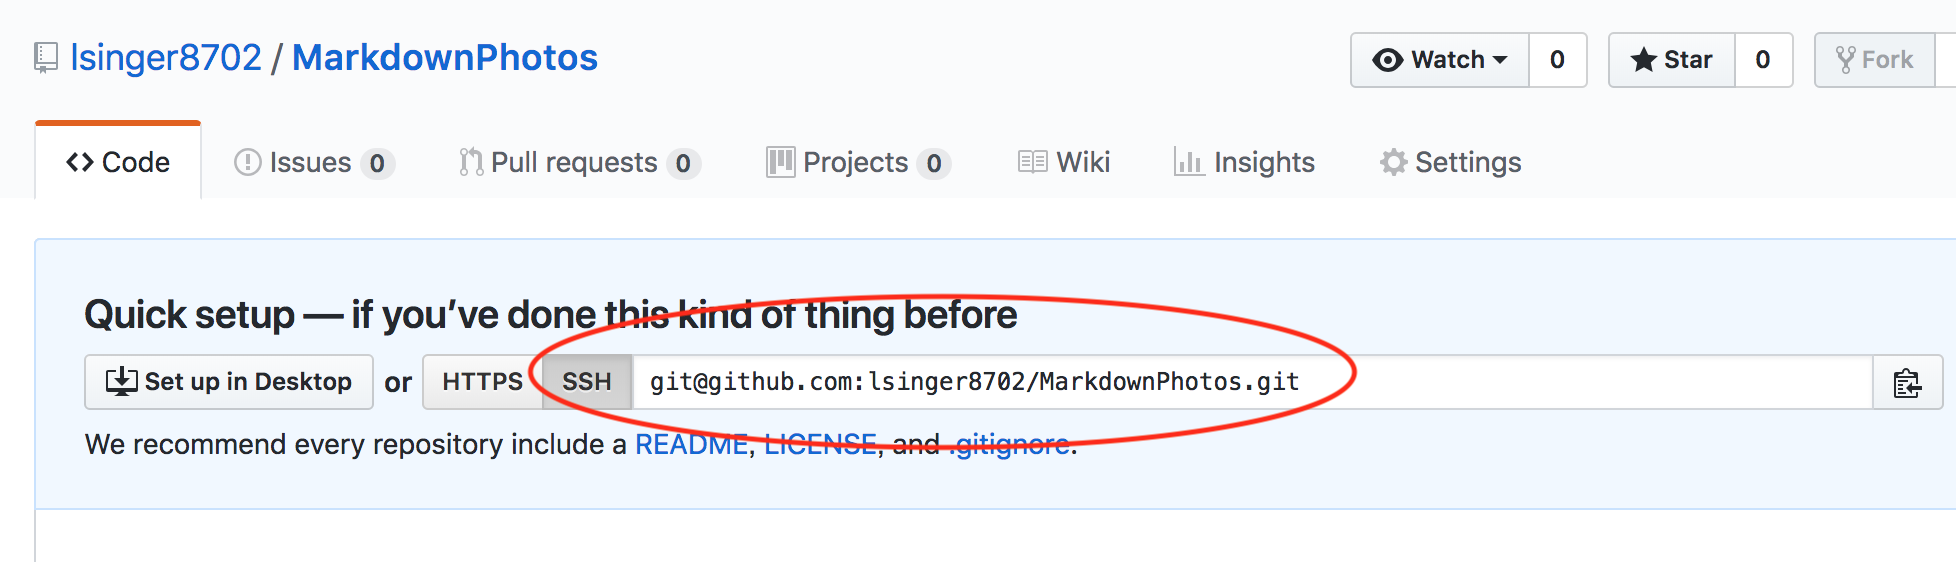 lsinger8702 / MarkdownPhotos
Watch 0 Star 0 Fork
Code Issues 0 Pull requests 0 Projects 0 Wiki Insights Settings
Quick setup — if you’ve done this kind of thing before
Set up in Desktop or HTTPS SSH git@github.com:lsinger8702/MarkdownPhotos.git
We recommend every repository include a README, LICENSE, and .gitignore.